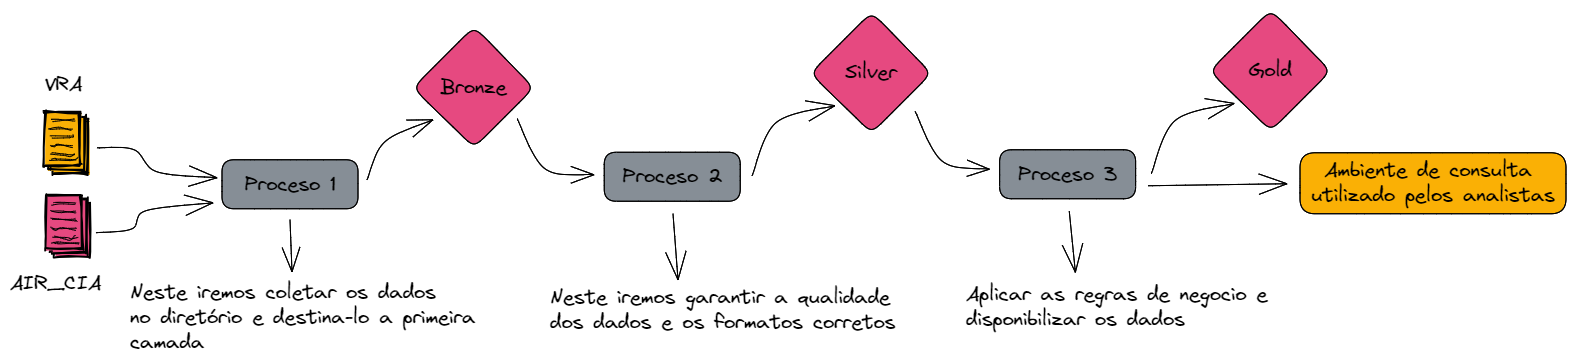 VRA
AIR_CIA
Proceso 1
Neste iremos coletar os dados
no diretório e destina-lo a primeira
camada
Bronze
Proceso 2
Neste iremos garantir a qualidade
dos dados e os formatos corretos
Silver
Proceso 3
Aplicar as regras de negocio e
disponibilizar os dados
Gold
Ambiente de consulta
utilizado pelos analistas